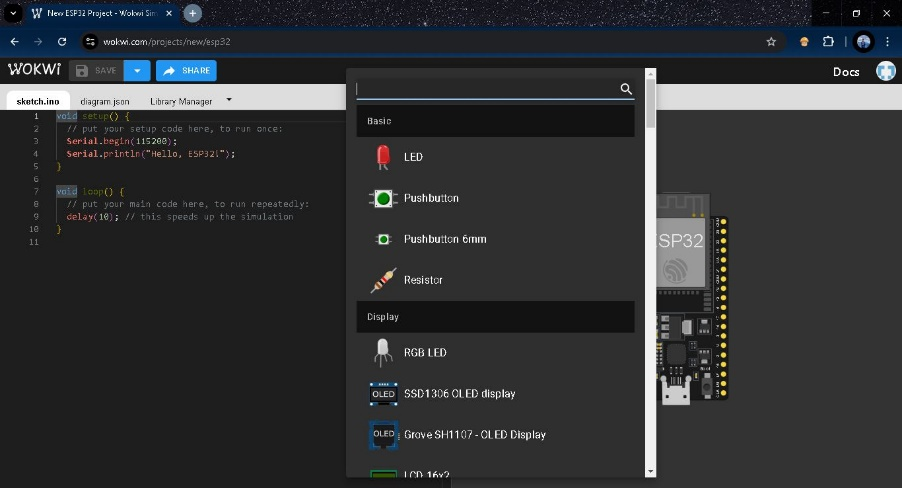 New ESP32 Project - Wokwi Sim
wokwi.com/projects/new/esp32
WOKWi SAVE SHARE Docs
sketch.ino diagram.json Library Manager
1 void setup() {
2 // put your setup code here, to run once:
3 Serial.begin(115200);
4 Serial.println("Hello, ESP32!");
5 }
6
7 void loop() {
8 // put your main code here, to run repeatedly:
9 delay(10); // this speeds up the simulation
10 }
11
Basic
LED
Pushbutton
Pushbutton 6mm
Resistor
Display
RGB LED
OLED SSD1306 OLED display
OLED Grove SH1107 - OLED Display
LCD 16x2
ESP32